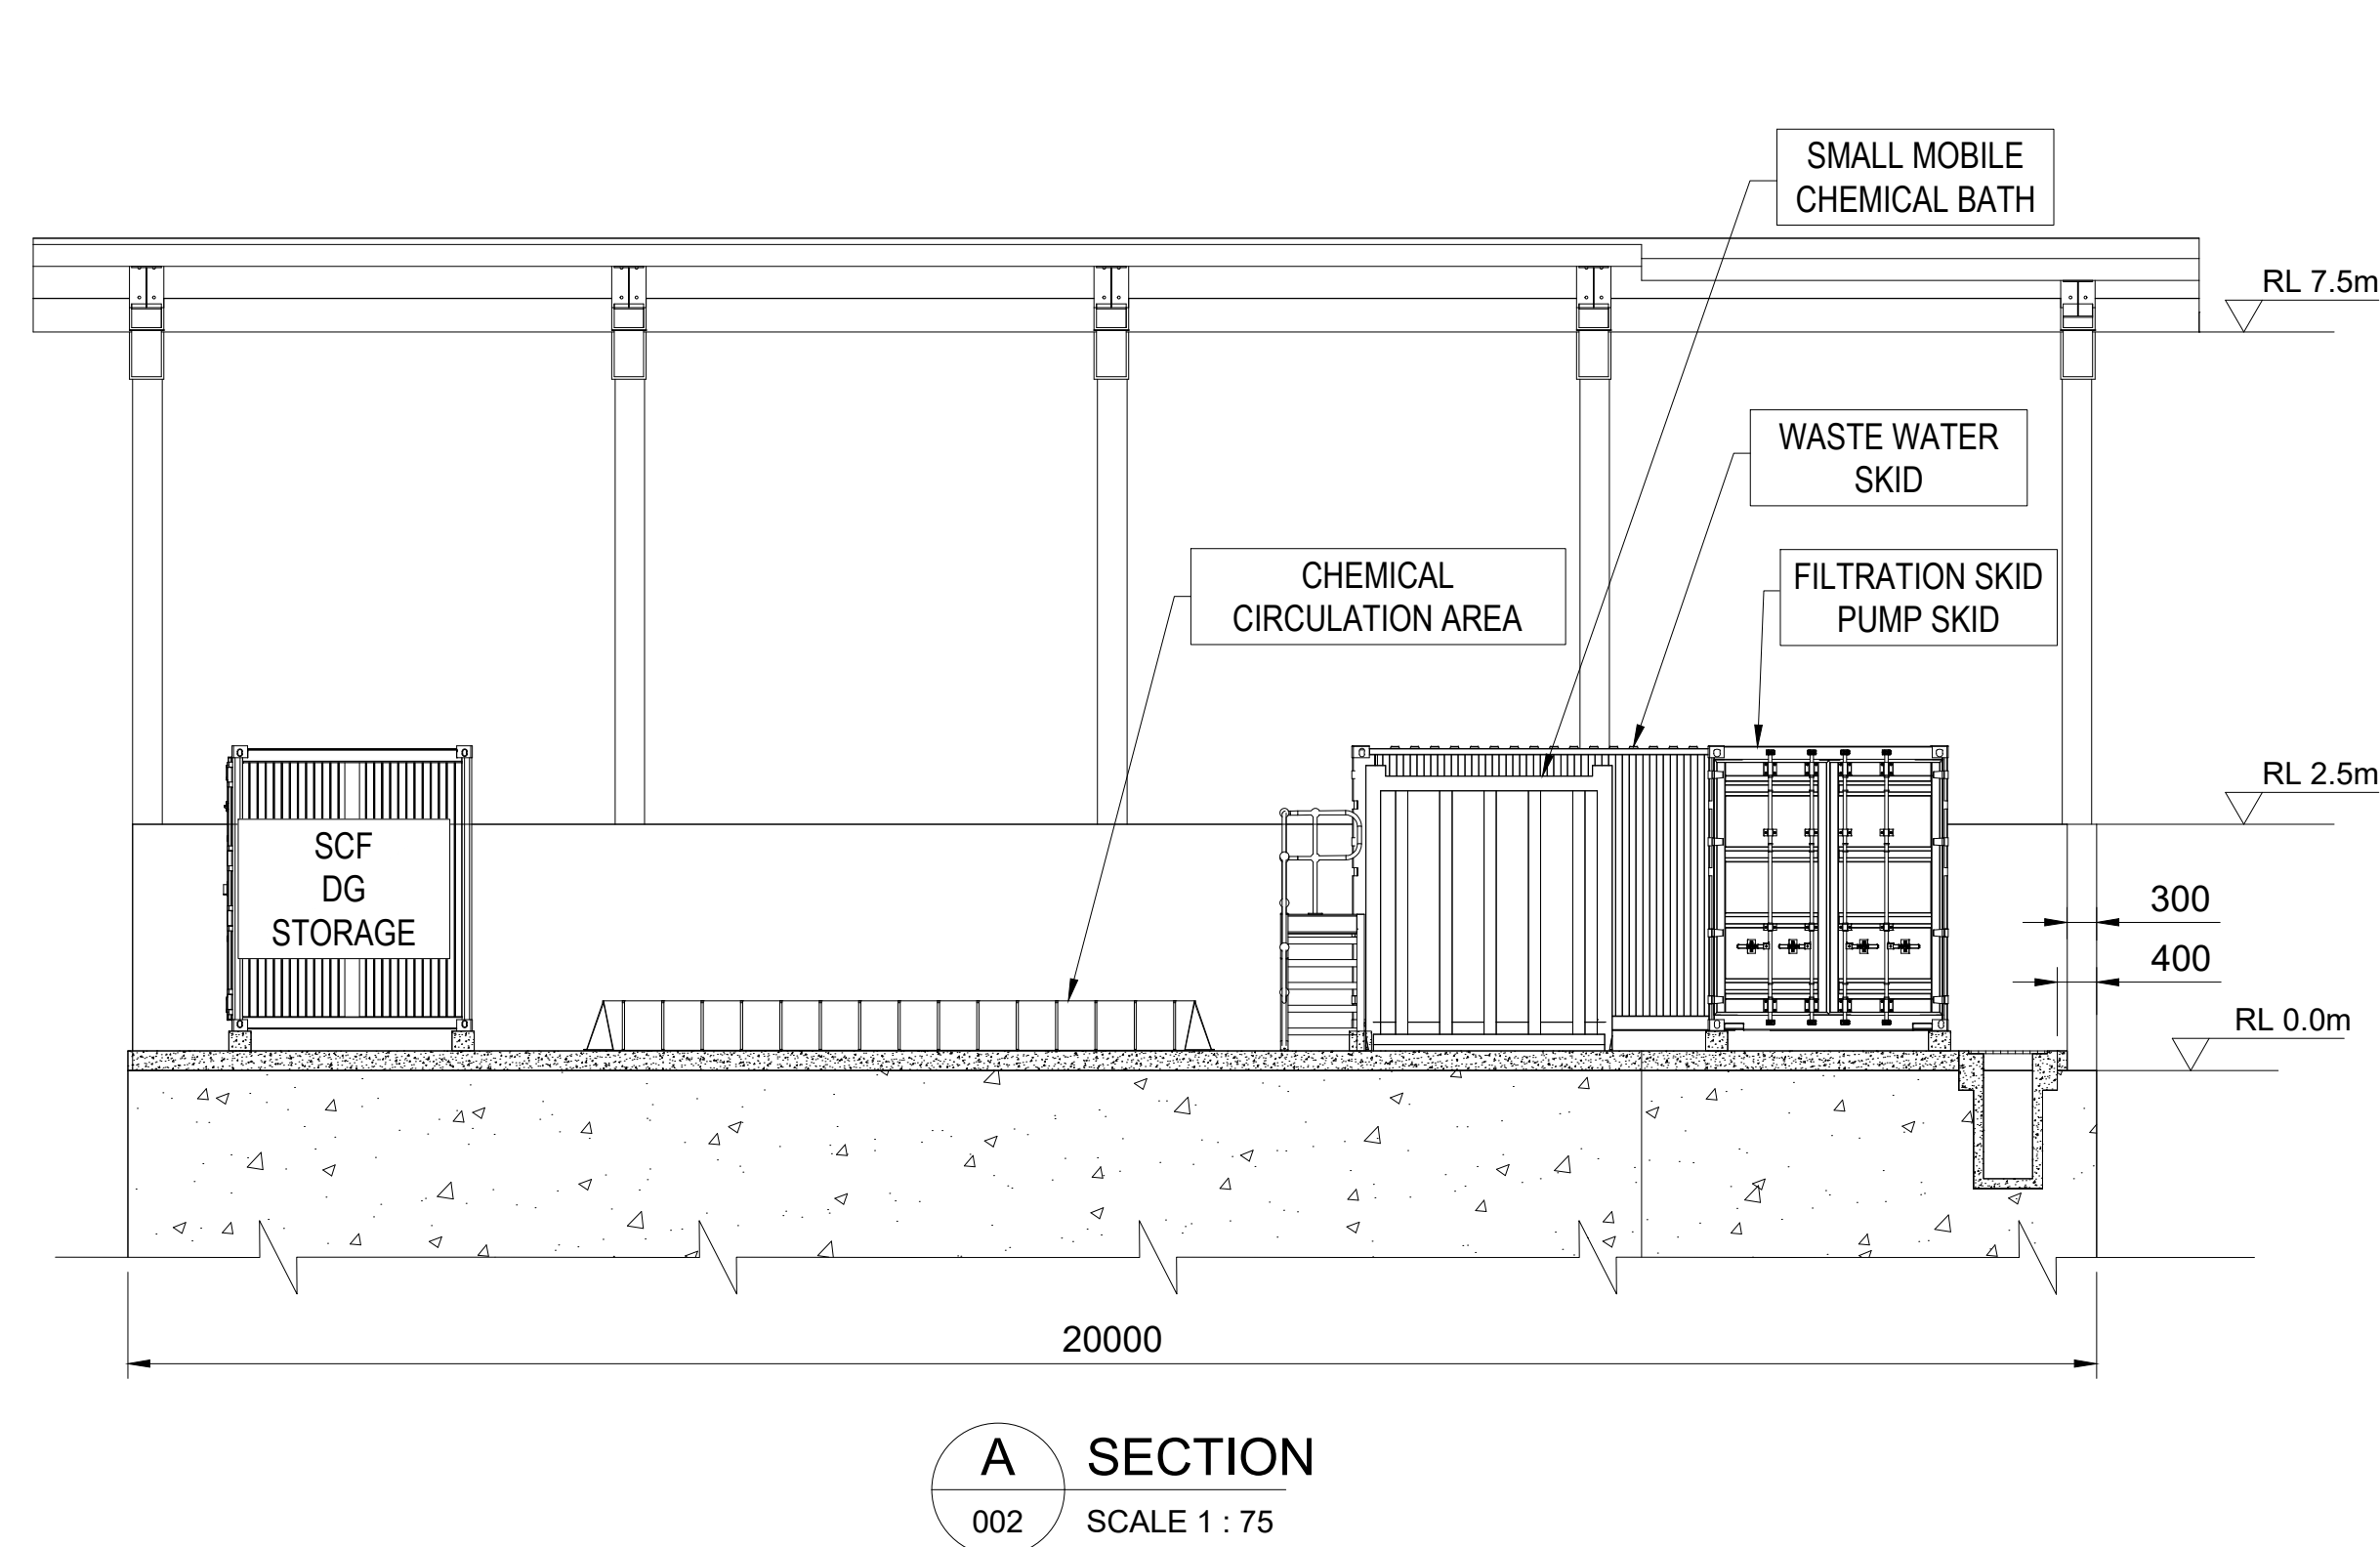 SMALL MOBILE
CHEMICAL BATH
RL 7.5m
WASTE WATER
SKID
CHEMICAL
CIRCULATION AREA
FILTRATION SKID
PUMP SKID
RL 2.5m
SCF
DG
STORAGE
300
400
RL 0.0m
20000
A
SECTION
002
SCALE 1 : 75